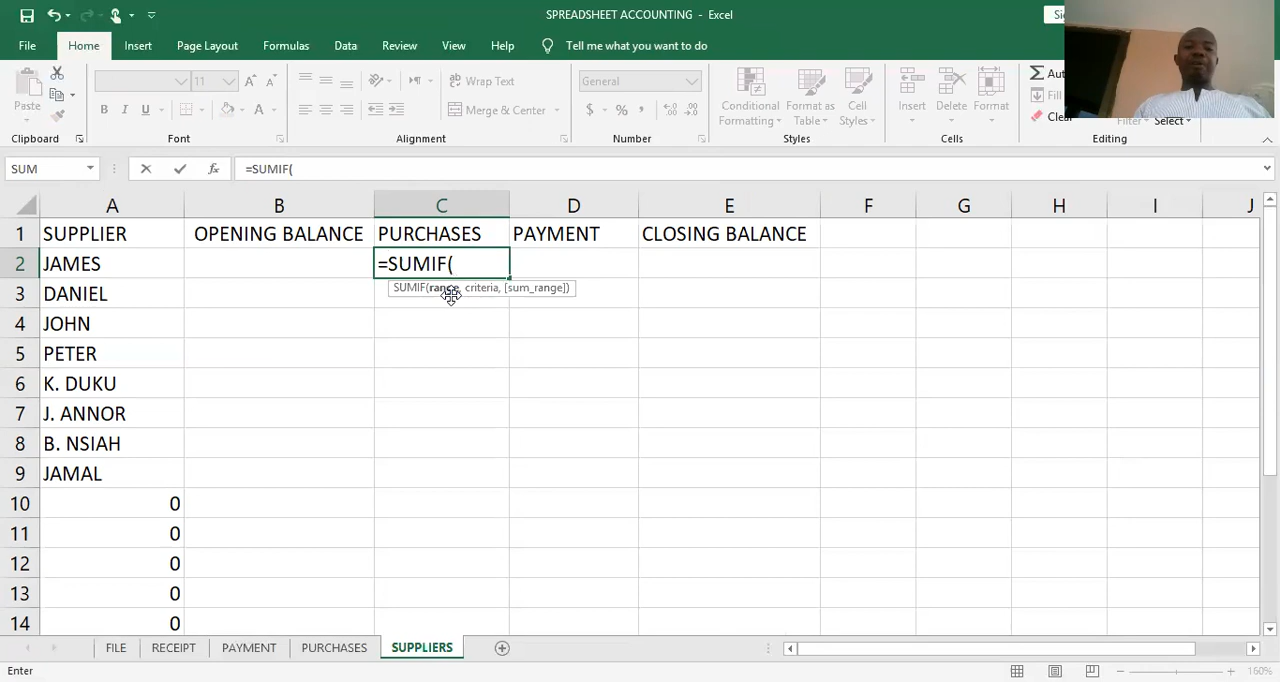 SPREADSHEET ACCOUNTING - Excel
File Home Insert Page Layout Formulas Data Review View Help Tell me what you want to do
Paste
11
Wrap Text
Merge & Center
General
Conditional Formatting
Format as Table
Cell Styles
Insert Delete Format
Fill
Select
Clipboard Font Alignment Number Styles Cells Editing
SUM =SUMIF(
A B C D E F G H I J
1 SUPPLIER OPENING BALANCE PURCHASES PAYMENT CLOSING BALANCE
2 JAMES =SUMIF(
SUMIF(range, criteria, [sum_range])
3 DANIEL
4 JOHN
5 PETER
6 K. DUKU
7 J. ANNOR
8 B. NSIAH
9 JAMAL
10 0
11 0
12 0
13 0
14 0
FILE RECEIPT PAYMENT PURCHASES SUPPLIERS
Enter 160%